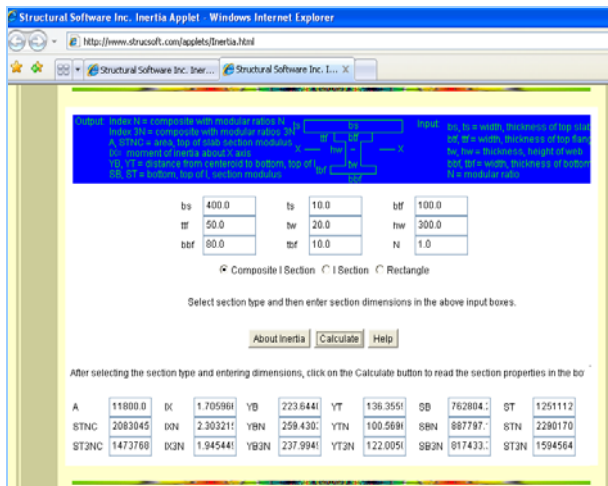 Structural Software Inc. Inertia Applet - Windows Internet Explorer
http://www.strucsoft.com/applets/Inertia.html
Structural Software Inc. Iner... Structural Software Inc. I... X
Output: Index N = composite with modular ratios N
Index 3N = composite with modular ratios 3N
A, STNC = area, top of slab section modulus
IX= moment of inertia about X axis
YB, YT = distance from centeroid to bottom, top of I
SB, ST = bottom, top of I, section modulus
ts bs
ttf btf
X hw X
tw
tbf
bbf
Input: bs, ts = width, thickness of top slab
btf, ttf = width, thickness of top flang
tw, hw = thickness, height of web
bbf, tbf = width, thickness of bottom
N = modular ratio
bs 400.0 ts 10.0 btf 100.0
ttf 50.0 tw 20.0 hw 300.0
bbf 80.0 tbf 10.0 N 1.0
Composite I Section I Section Rectangle
Select section type and then enter section dimensions in the above input boxes.
About Inertia Calculate Help
After selecting the section type and entering dimensions, click on the Calculate button to read the section properties in the bo
A 11800.0 IX 1.70596 YB 223.644 YT 136.355 SB 762804. ST 1251112
STNC 2083045 IXN 2.30321 YBN 259.430 YTN 100.569 SBN 887797. STN 2290170
ST3NC 1473768 IX3N 1.94544 YB3N 237.994 YT3N 122.005 SB3N 817433. ST3N 1594564